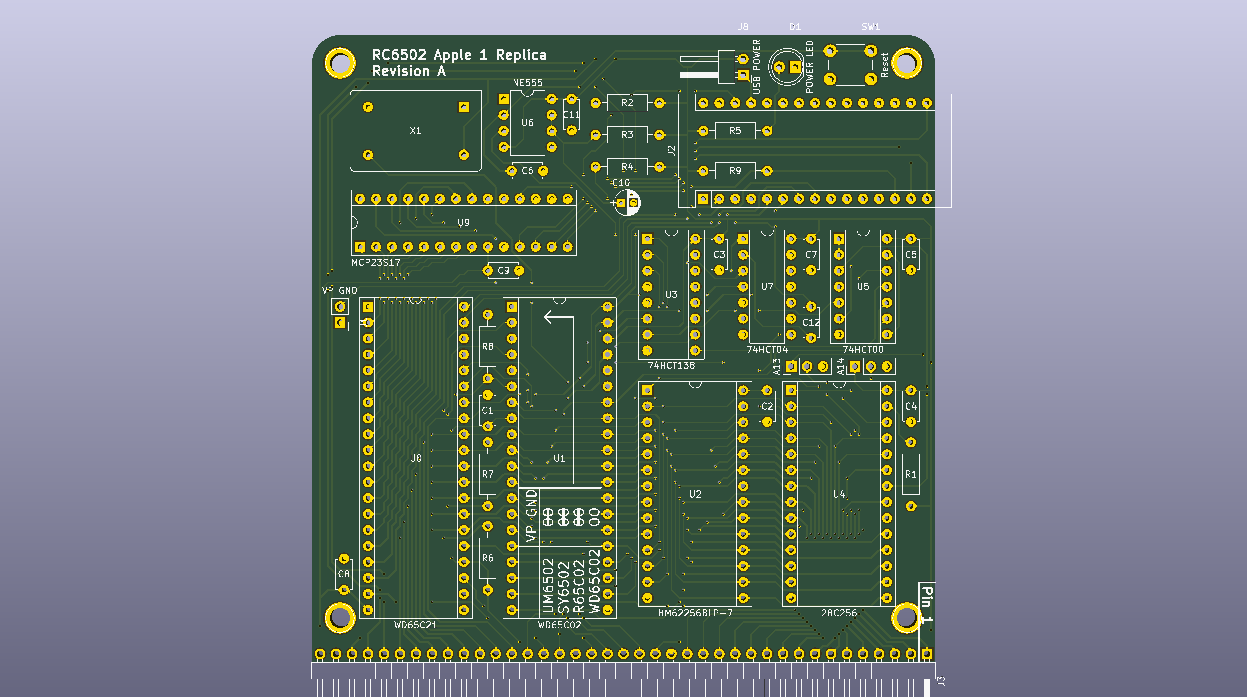 J8 D1 SW1
RC6502 Apple 1 Replica
Revision A
USB POWER
POWER LED
Reset
NE555
X1
U6
C11
R2
R3
R4
J2
R5
R9
C6
C10
U9
MCP23S17
C9
U3
C3
U7
C7
U5
C5
C12
74HCT138
74HCT04
74HCT00
A13
A14
GND
R8
C1
R7
R6
U1
VP GND
UM6502
SY6502
R65C02
WD65C02
WD65C02
U2
HM62256BLP-7
C2
U4
28C256
C4
R1
C8
WD65C21
Pin 1
J3